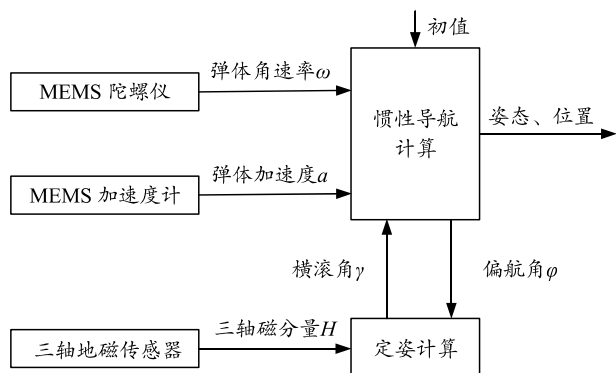 初值
MEMS 陀螺仪
弹体角速率ω
惯性导航
计算
姿态、位置
MEMS 加速度计
弹体加速度a
横滚角γ
偏航角φ
三轴地磁传感器
三轴磁分量H
定姿计算